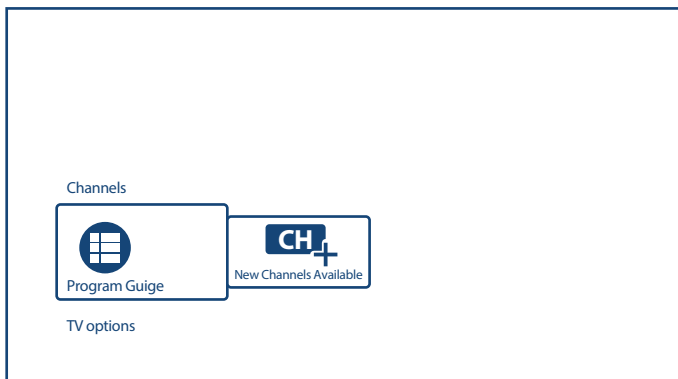 Channels
CH
Program Guige
New Channels Available
TV options